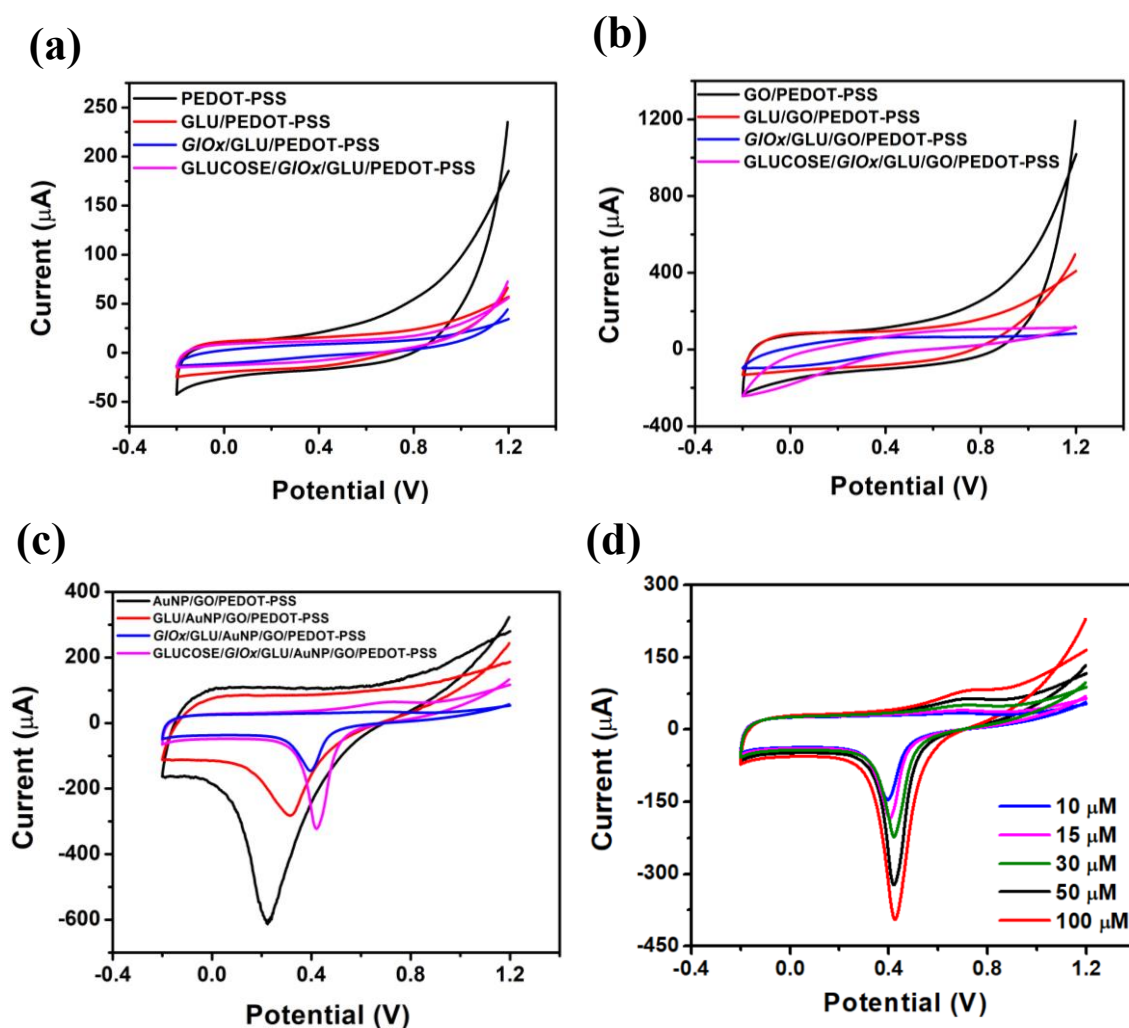 (a)
PEDOT-PSS
GLU/PEDOT-PSS
GlOx/GLU/PEDOT-PSS
GLUCOSE/GlOx/GLU/PEDOT-PSS
250
200
150
100
50
0
-50
Current (μA)
-0.4 0.0 0.4 0.8 1.2
Potential (V)
(b)
GO/PEDOT-PSS
GLU/GO/PEDOT-PSS
GlOx/GLU/GO/PEDOT-PSS
GLUCOSE/GlOx/GLU/GO/PEDOT-PSS
1200
800
400
0
-400
Current (μA)
-0.4 0.0 0.4 0.8 1.2
Potential (V)
(c)
AuNP/GO/PEDOT-PSS
GLU/AuNP/GO/PEDOT-PSS
GlOx/GLU/AuNP/GO/PEDOT-PSS
GLUCOSE/GlOx/GLU/AuNP/GO/PEDOT-PSS
400
200
0
-200
-400
-600
Current (μA)
-0.4 0.0 0.4 0.8 1.2
Potential (V)
(d)
300
150
0
-150
-300
-450
Current (μA)
10 μM
15 μM
30 μM
50 μM
100 μM
-0.4 0.0 0.4 0.8 1.2
Potential (V)